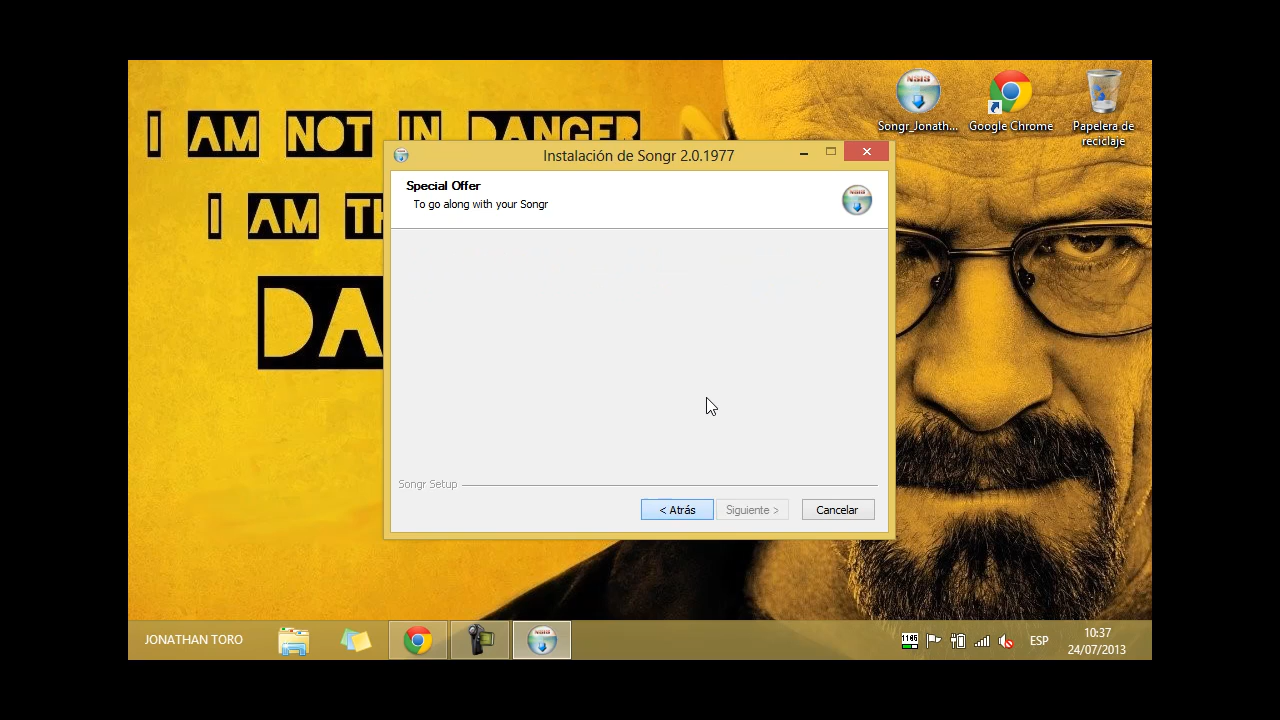 I AM NOT IN DANGER
I AM TH
DA
Songr_Jonath...
Google Chrome
Papelera de
reciclaje
Instalación de Songr 2.0.1977
Special Offer
To go along with your Songr
Songr Setup
< Atrás
Siguiente >
Cancelar
JONATHAN TORO
1185
ESP
10:37
24/07/2013